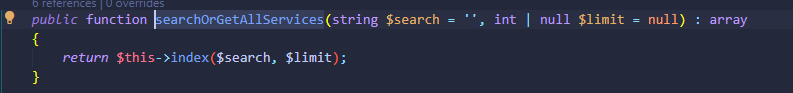 6 references | 0 overrides
public function searchOrGetAllServices(string $search = '', int | null $limit = null) : array
{
    return $this->index($search, $limit);
}